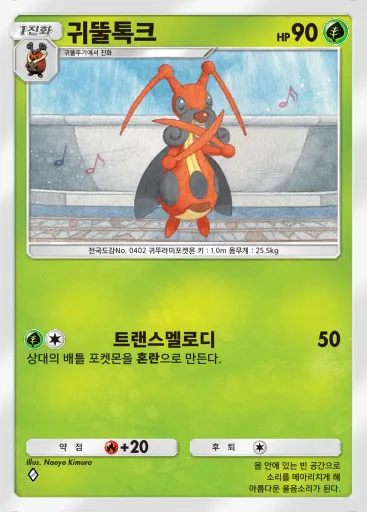 1진화
귀뚤톡크
HP 90
귀뚤뚜기에서 진화
전국도감No. 0402 귀뚜라미포켓몬 키 : 1.0m 몸무게 : 25.5kg
트랜스멜로디 50
상대의 배틀 포켓몬을 혼란으로 만든다.
약점 +20 후퇴
Illus. Naoyo Kimura
몸 안에 있는 빈 공간으로
소리를 메아리치게 해
아름다운 울음소리가 된다.